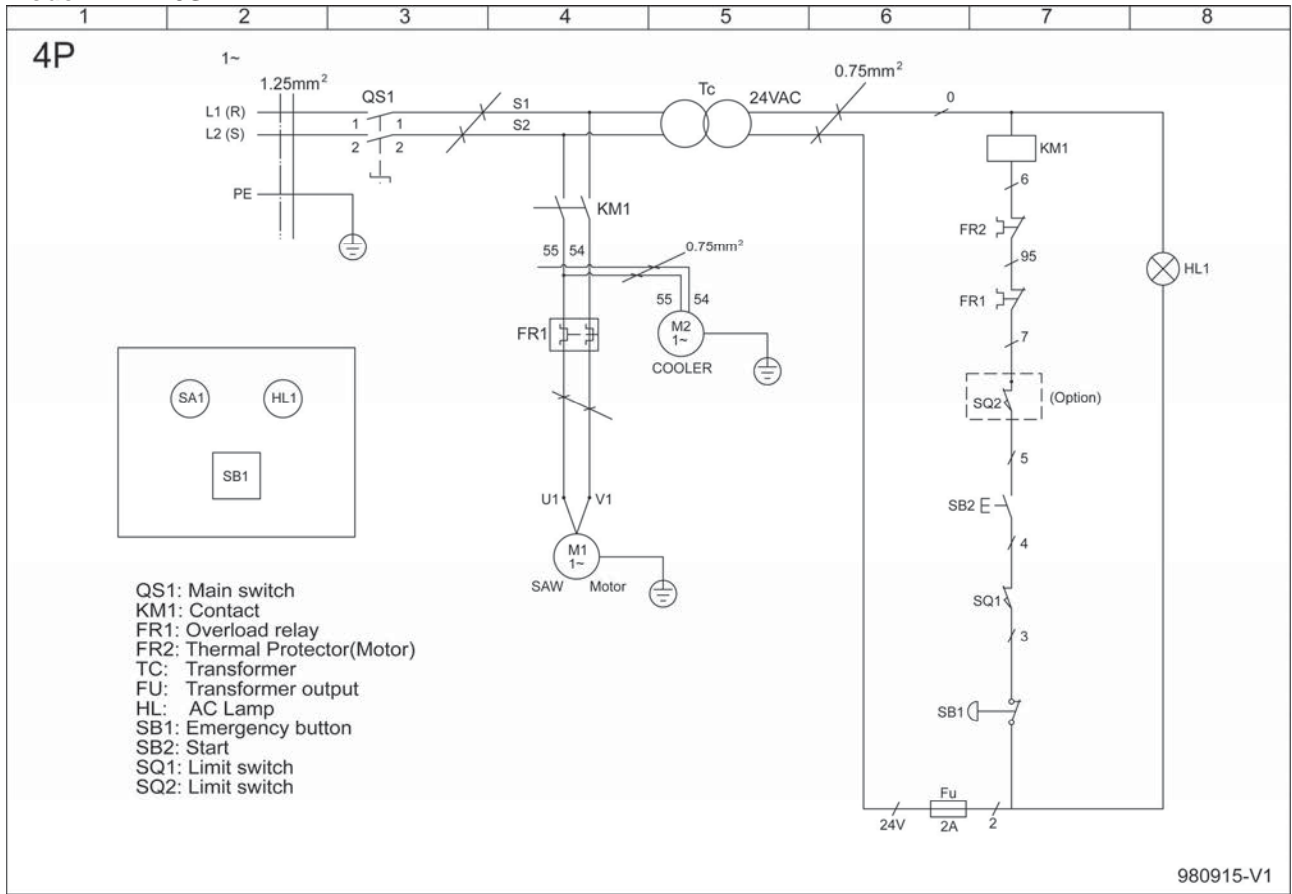 1 2 3 4 5 6 7 8
4P
1~
1.25mm²
L1 (R)
L2 (S)
PE
QS1
1 1
2 2
S1
S2
Tc
24VAC
0.75mm²
0
KM1
6
FR2
95
FR1
7
SQ2
(Option)
5
SB2
4
SQ1
3
SB1
Fu
24V
2A
2
HL1
KM1
55 54
0.75mm²
55 54
FR1
M2
1~
COOLER
U1 V1
M1
1~
SAW Motor
SA1
HL1
SB1
QS1: Main switch
KM1: Contact
FR1: Overload relay
FR2: Thermal Protector(Motor)
TC: Transformer
FU: Transformer output
HL: AC Lamp
SB1: Emergency button
SB2: Start
SQ1: Limit switch
SQ2: Limit switch
980915-V1